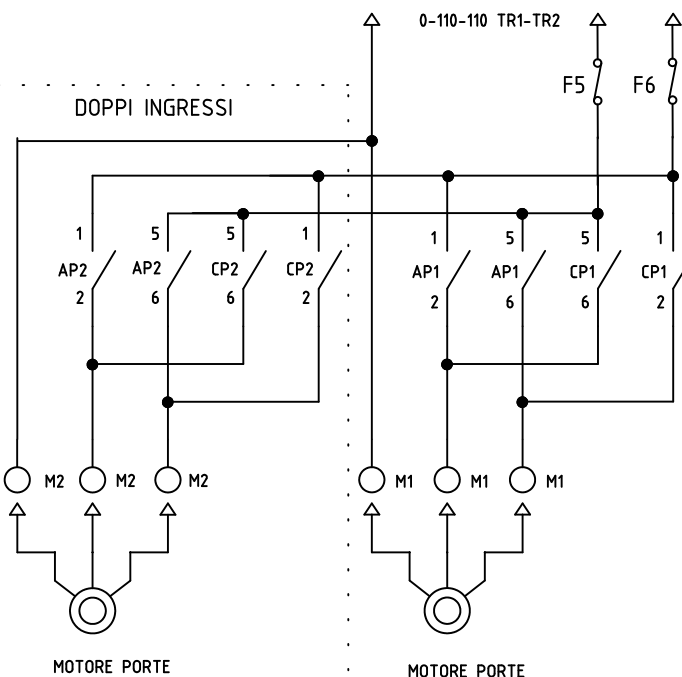 0-110-110 TR1-TR2
F5 F6
DOPPI INGRESSI
1 5 5 1 1 5 5 1
AP2 AP2 CP2 CP2 AP1 AP1 CP1 CP1
2 6 6 2 2 6 6 2
M2 M2 M2 M1 M1 M1
MOTORE PORTE MOTORE PORTE